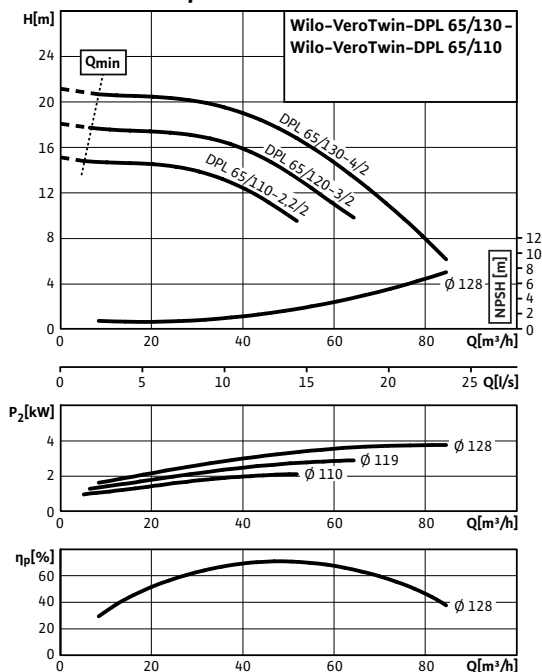 H[m]
Wilo-VeroTwin-DPL 65/130 -
Wilo-VeroTwin-DPL 65/110
24
Qmin
20
DPL 65/130-4/2
16
DPL 65/120-3/2
DPL 65/110-2,2/2
12
8
4
0
12
10
8
6
4
2
0
NPSH [m]
Ø 128
0 20 40 60 80 Q[m³/h]
0 5 10 15 20 25 Q[l/s]
P₂[kW]
4
2
0
Ø 128
Ø 119
Ø 110
0 20 40 60 80 Q[m³/h]
ηp[%]
60
40
20
0
Ø 128
0 20 40 60 80 Q[m³/h]